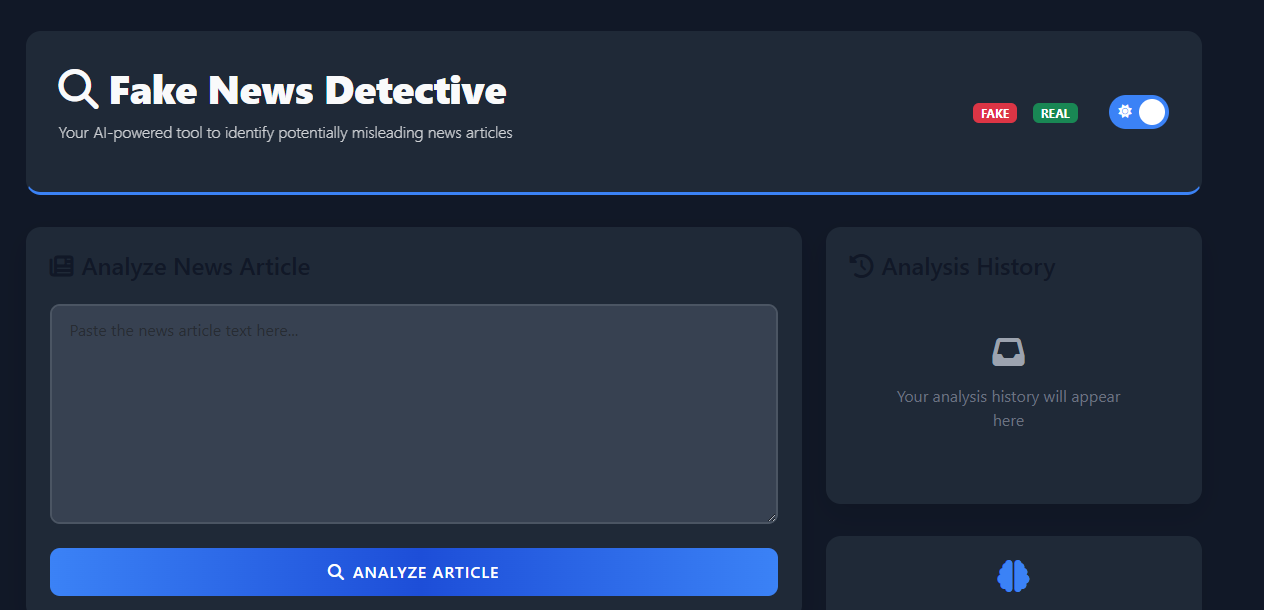 Fake News Detective
Your AI-powered tool to identify potentially misleading news articles
FAKE
REAL
Analyze News Article
Paste the news article text here...
ANALYZE ARTICLE
Analysis History
Your analysis history will appear
here